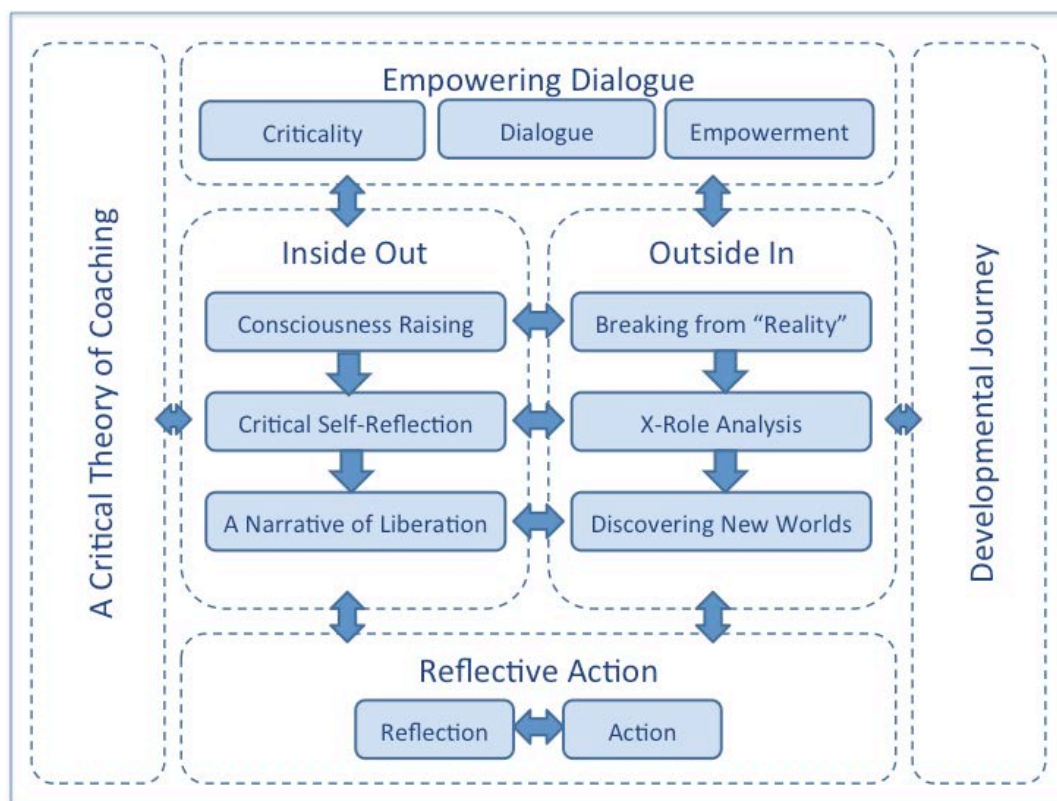 A Critical Theory of Coaching
Empowering Dialogue
Criticality
Dialogue
Empowerment
Inside Out
Consciousness Raising
Critical Self-Reflection
A Narrative of Liberation
Outside In
Breaking from “Reality”
X-Role Analysis
Discovering New Worlds
Reflective Action
Reflection
Action
Developmental Journey